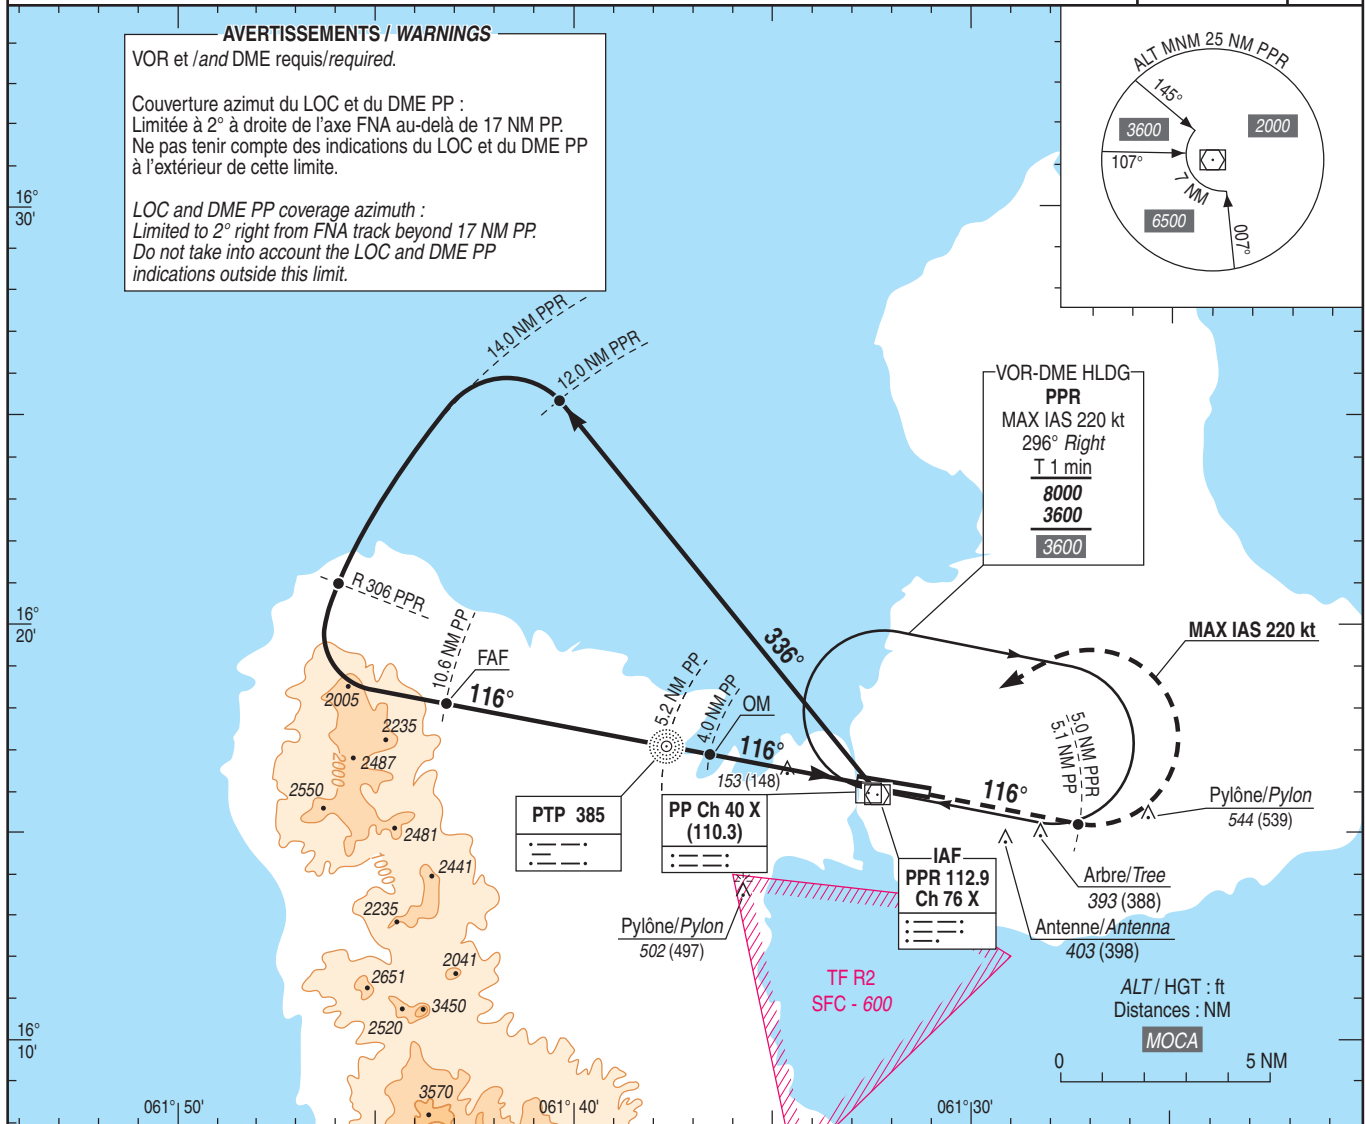 AVERTISSEMENTS / WARNINGS
VOR et /and DME requis/required.
Couverture azimut du LOC et du DME PP :
Limitée à 2° à droite de l'axe FNA au-delà de 17 NM PP.
Ne pas tenir compte des indications du LOC et du DME PP
à l'extérieur de cette limite.
LOC and DME PP coverage azimuth :
Limited to 2° right from FNA track beyond 17 NM PP.
Do not take into account the LOC and DME PP
indications outside this limit.
ALT MNM 25 NM PPR
145°
3600
2000
107°
7 NM
6500
007°
16°
30'
14.0 NM PPR
12.0 NM PPR
VOR-DME HLDG
PPR
MAX IAS 220 kt
296° Right
T 1 min
8000
3600
3600
R 306 PPR
16°
20'
10.6 NM PP
FAF
116°
336°
MAX IAS 220 kt
5.2 NM PP
4.0 NM PP
OM
116°
153 (148)
5.0 NM PPR
5.1 NM PP
116°
2005
2235
2487
2000
2550
2481
1000
2441
2235
2041
2651
3450
2520
3570
PTP 385
PP Ch 40 X
(110.3)
IAF
PPR 112.9
Ch 76 X
Pylône/Pylon
544 (539)
Arbre/Tree
393 (388)
Antenne/Antenna
403 (398)
Pylône/Pylon
502 (497)
TF R2
SFC - 600
ALT / HGT : ft
Distances : NM
MOCA
0 5 NM
16°
10'
061° 50'
061° 40'
061° 30'